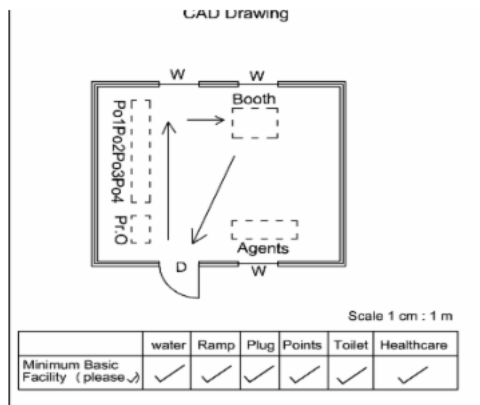 CAD Drawing
W W
Booth
Po1Po2Po3Po4
Pr.O
Agents
D
W
Scale 1 cm : 1 m
water Ramp Plug Points Toilet Healthcare
Minimum Basic
Facility (please ✓) ✓ ✓ ✓ ✓ ✓ ✓